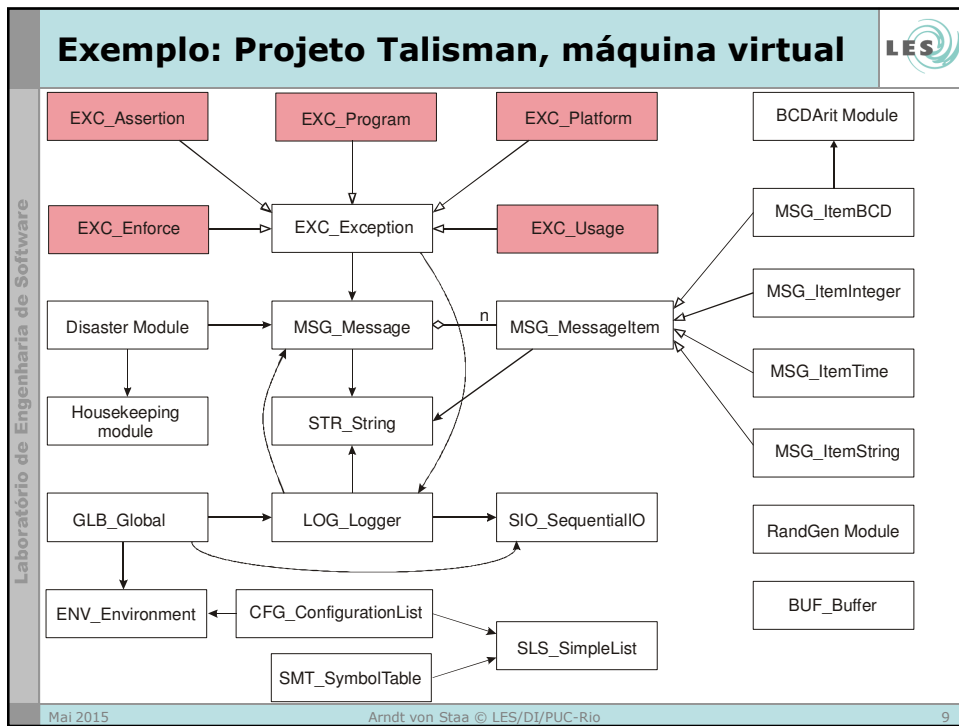 Exemplo: Projeto Talisman, máquina virtual
LES
Laboratório de Engenharia de Software
EXC_Assertion
EXC_Program
EXC_Platform
BCDArit Module
EXC_Enforce
EXC_Exception
EXC_Usage
MSG_ItemBCD
Disaster Module
MSG_Message
n
MSG_MessageItem
MSG_ItemInteger
MSG_ItemTime
Housekeeping
module
STR_String
MSG_ItemString
GLB_Global
LOG_Logger
SIO_SequentialIO
RandGen Module
ENV_Environment
CFG_ConfigurationList
SLS_SimpleList
BUF_Buffer
SMT_SymbolTable
Mai 2015
Arndt von Staa © LES/DI/PUC-Rio
9